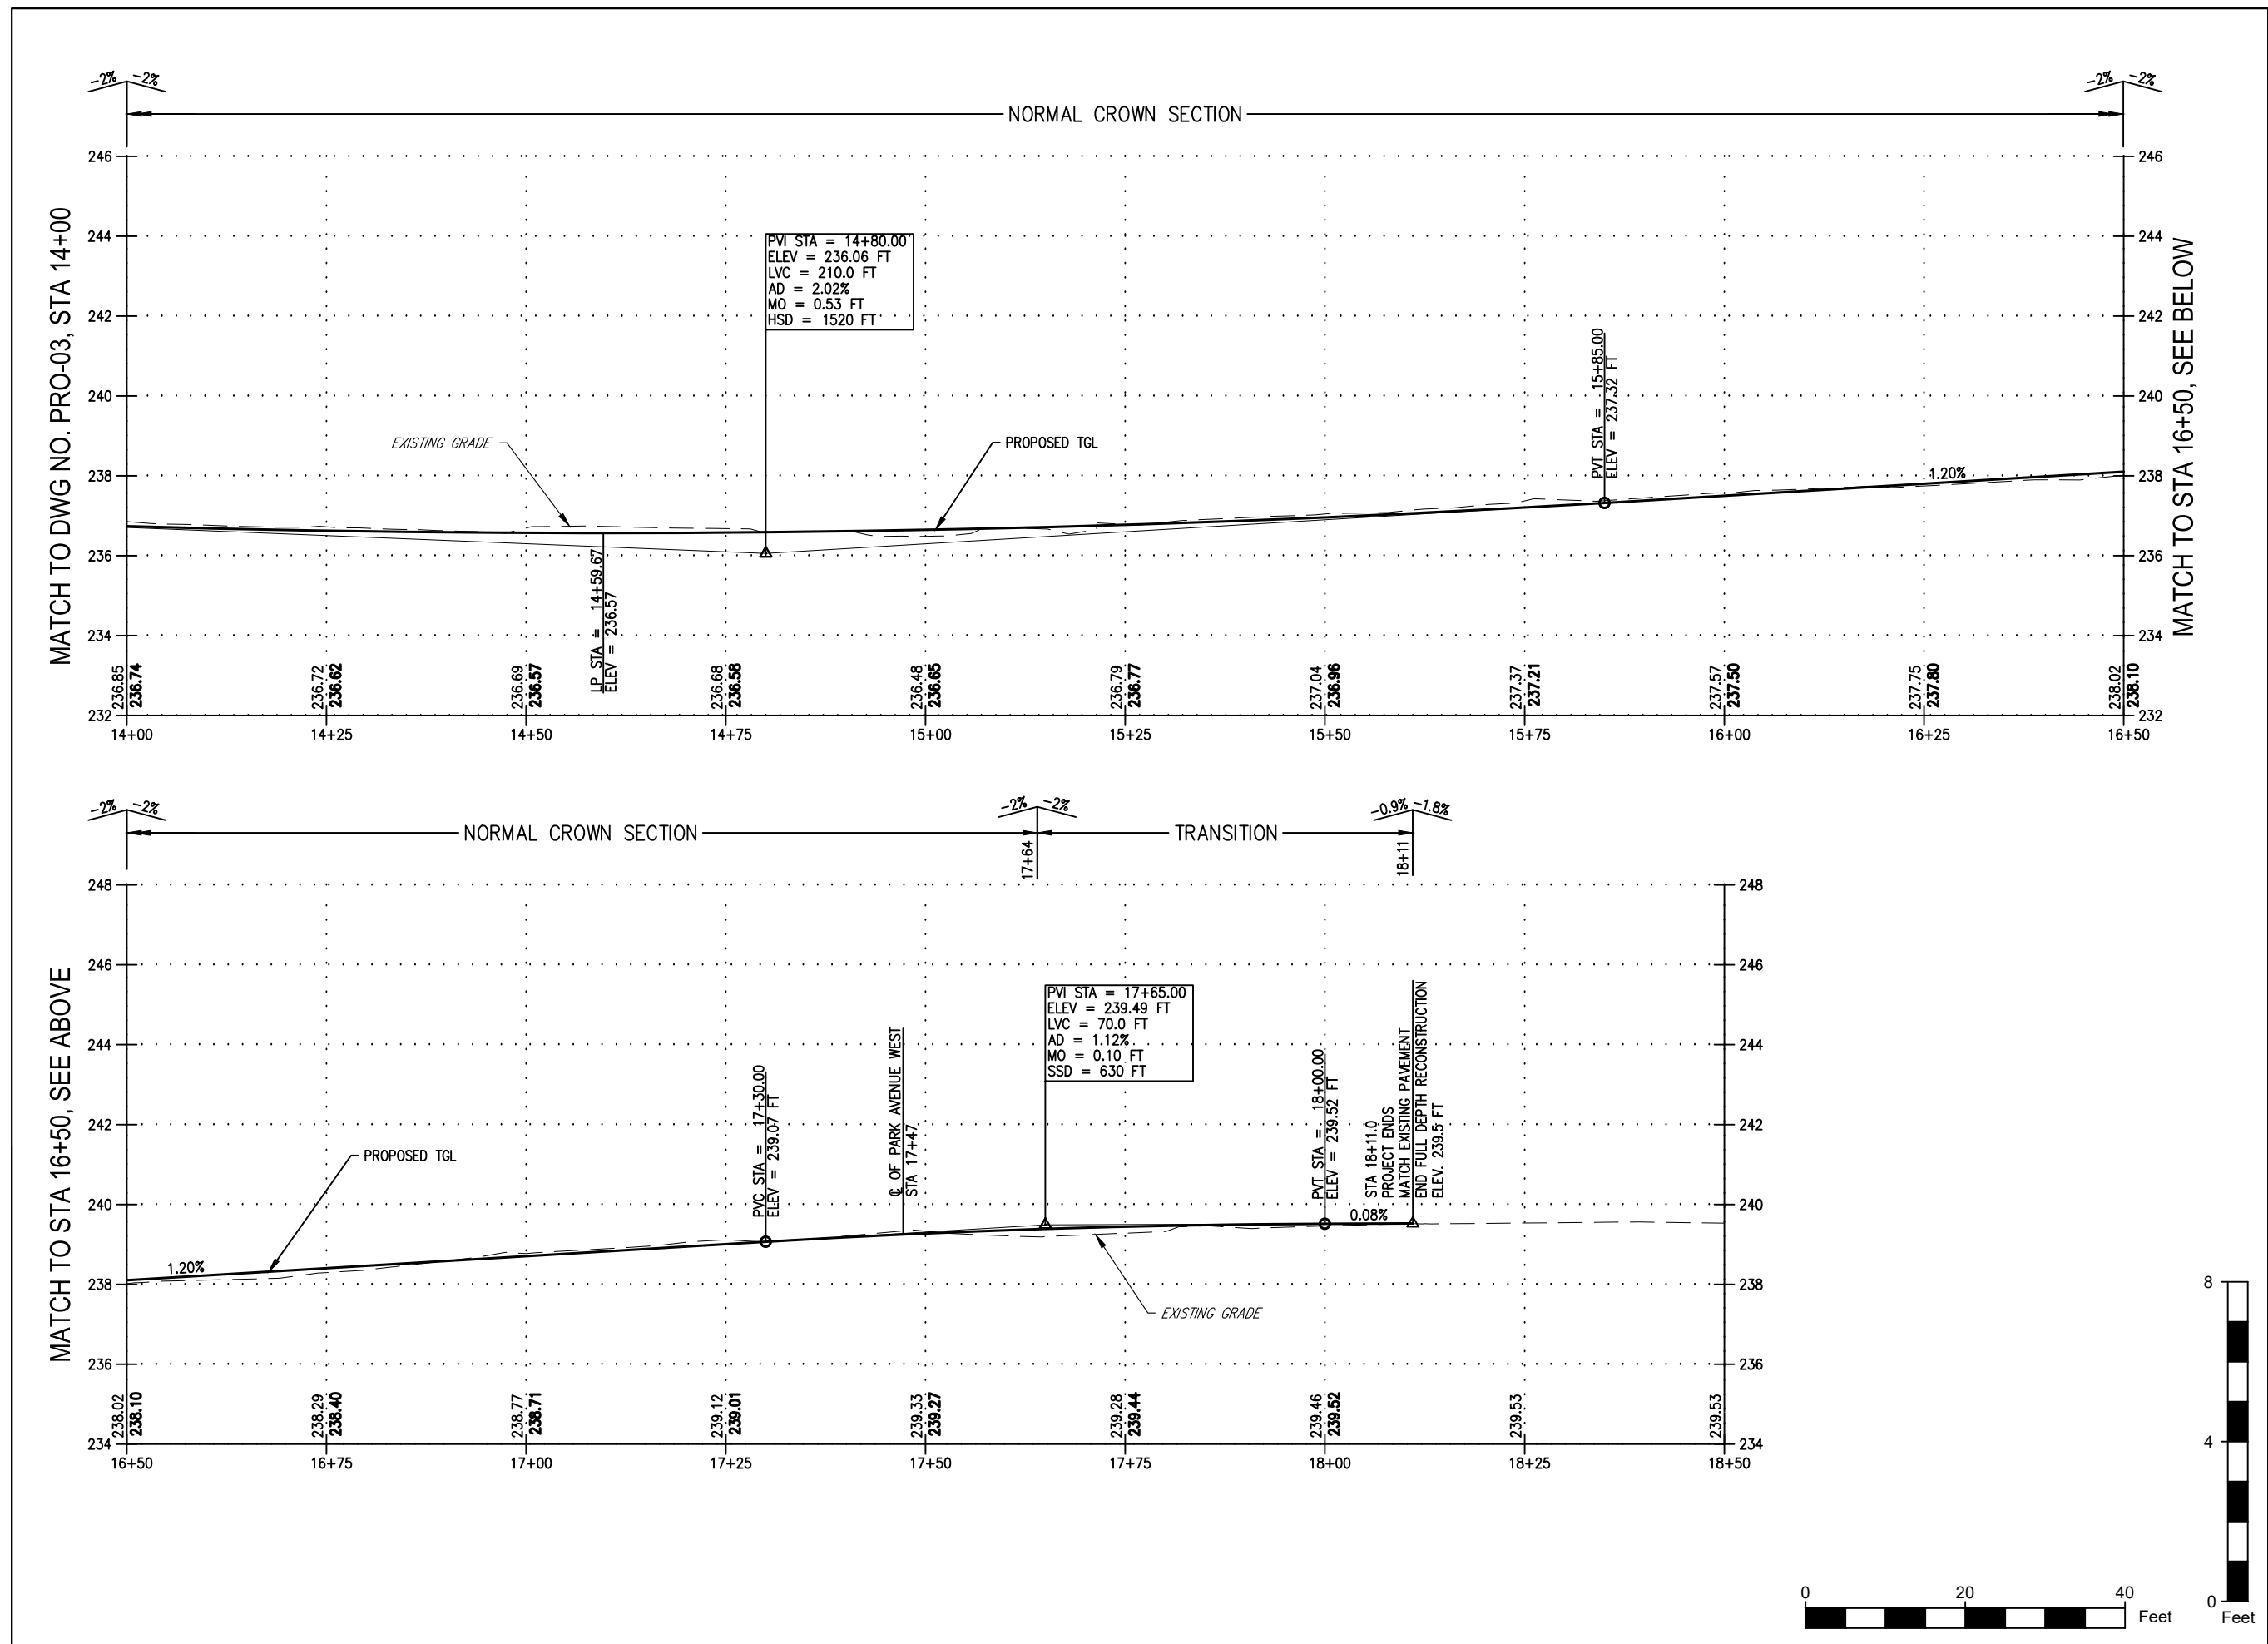 -2% -2%
-2% -2%
NORMAL CROWN SECTION
MATCH TO DWG NO. PRO-03, STA 14+00
MATCH TO STA 16+50, SEE BELOW
246
244
242
240
238
236
234
232
246
244
242
240
238
236
234
232
PVI STA = 14+80.00
ELEV = 236.06 FT
LVC = 210.0 FT
AD = 2.02%
MO = 0.53 FT
HSD = 1520 FT
EXISTING GRADE
PROPOSED TGL
PVT STA = 15+85.00
ELEV = 237.32 FT
1.20%
LP STA = 14+59.67
ELEV = 236.57
236.85
236.74
236.72
236.62
236.69
236.57
236.68
236.58
236.48
236.65
236.79
236.77
237.04
236.96
237.37
237.21
237.57
237.50
237.75
237.80
238.02
238.10
14+00
14+25
14+50
14+75
15+00
15+25
15+50
15+75
16+00
16+25
16+50
-2% -2%
-2% -2%
-0.9% -1.8%
NORMAL CROWN SECTION
TRANSITION
17+64
18+11
MATCH TO STA 16+50, SEE ABOVE
248
246
244
242
240
238
236
234
248
246
244
242
240
238
236
234
PVI STA = 17+65.00
ELEV = 239.49 FT
LVC = 70.0 FT
AD = 1.12%
MO = 0.10 FT
SSD = 630 FT
PVC STA = 17+30.00
ELEV = 239.07 FT
℄ OF PARK AVENUE WEST
STA 17+47
PVT STA = 18+00.00
ELEV = 239.52 FT
STA 18+11.0
PROJECT ENDS
MATCH EXISTING PAVEMENT
END FULL DEPTH RECONSTRUCTION
ELEV. 239.5 FT
PROPOSED TGL
1.20%
0.08%
EXISTING GRADE
238.02
238.10
238.29
238.40
238.77
238.71
239.12
239.01
239.33
239.27
239.28
239.44
239.46
239.52
239.53
239.53
16+50
16+75
17+00
17+25
17+50
17+75
18+00
18+25
18+50
0 20 40
Feet
8
4
0
Feet